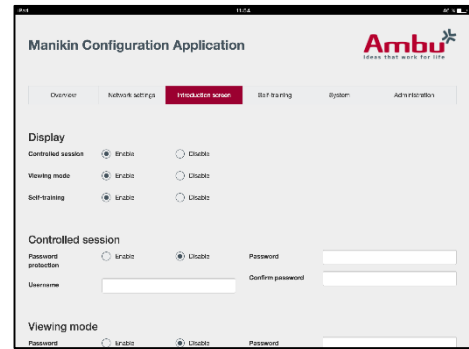 iPad 11:54
Manikin Configuration Application
Ambu
Ideas that work for life
Overview Network settings Introduction screen Self-training System Administration
Display
Controlled session Enable Disable
Viewing mode Enable Disable
Self-training Enable Disable
Controlled session
Password protection Enable Disable Password
Confirm password
Username
Viewing mode
Password Enable Disable Password